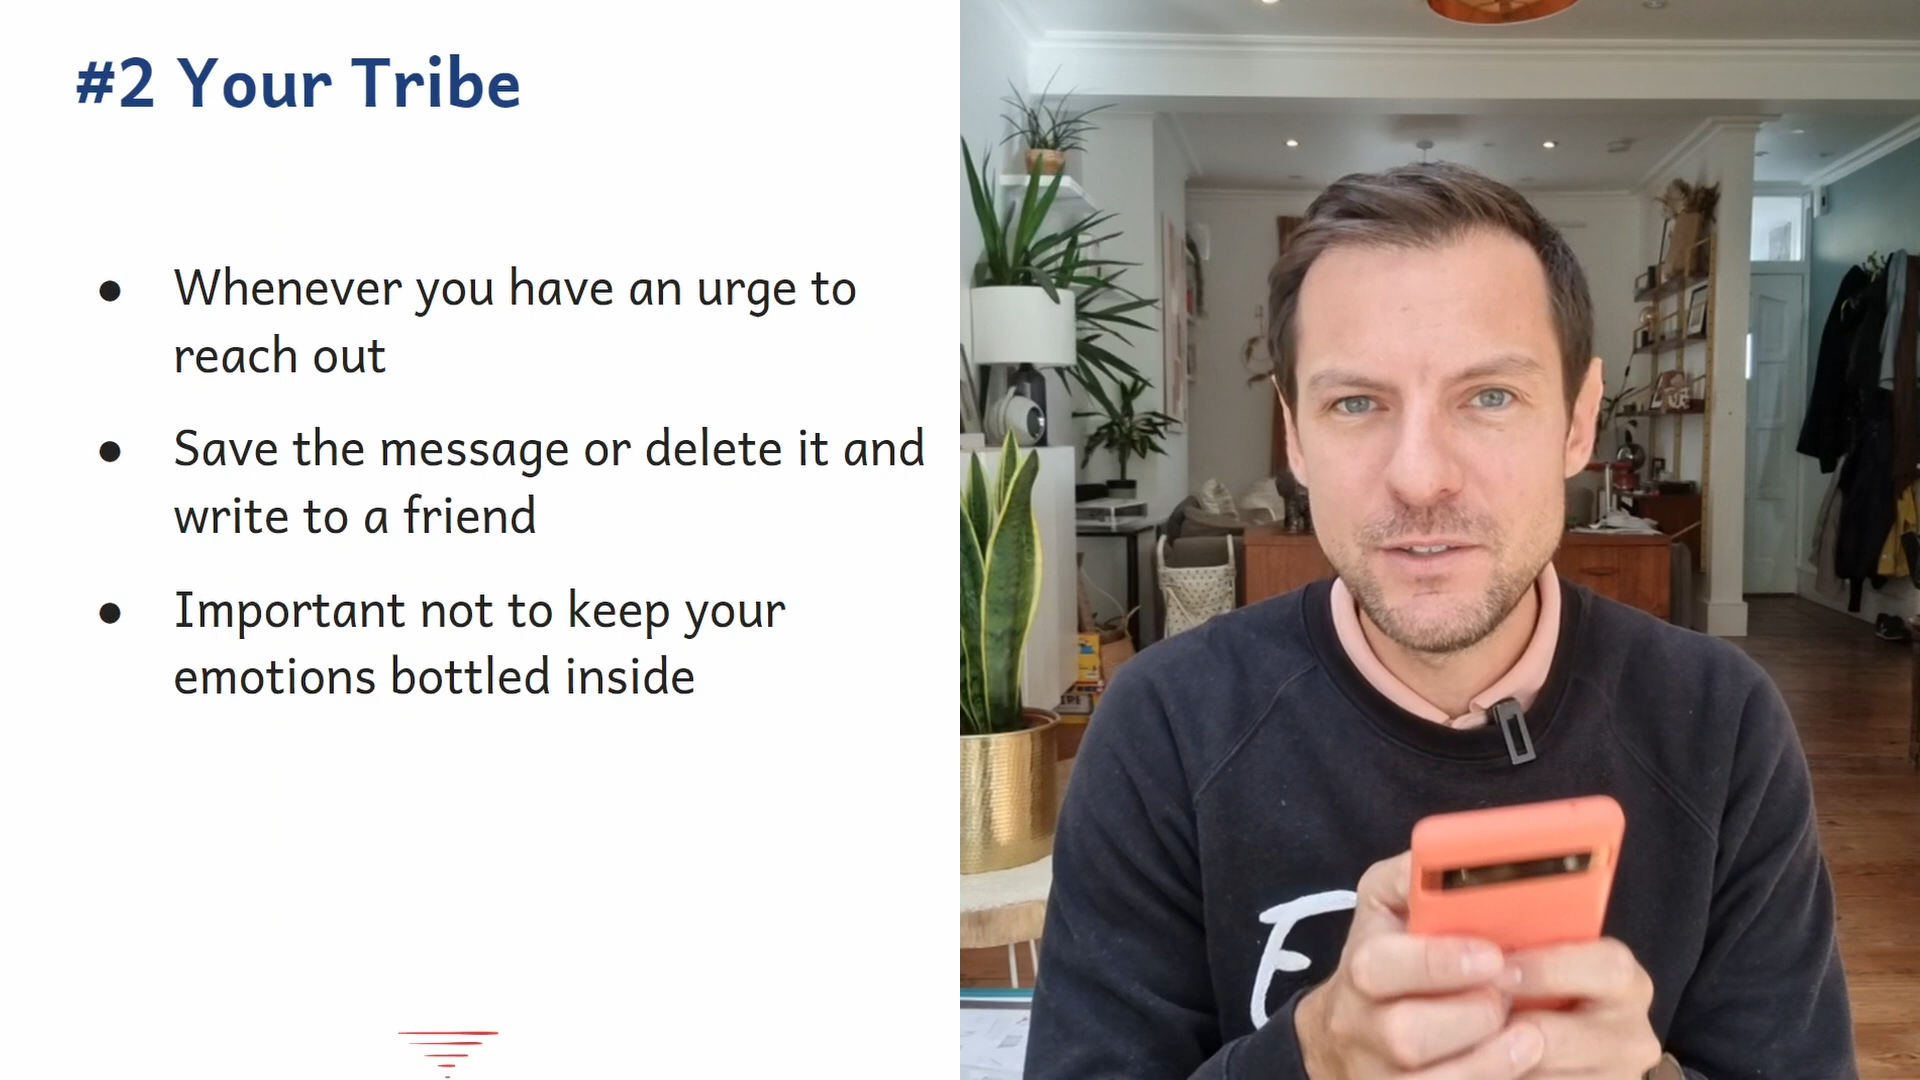 #2 Your Tribe
● Whenever you have an urge to
reach out
● Save the message or delete it and
write to a friend
● Important not to keep your
emotions bottled inside
E